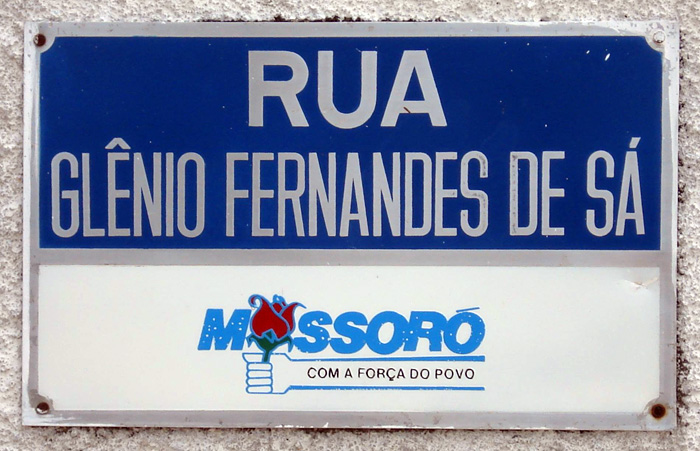 RUA
GLÊNIO FERNANDES DE SÁ
MOSSORÓ
COM A FORÇA DO POVO